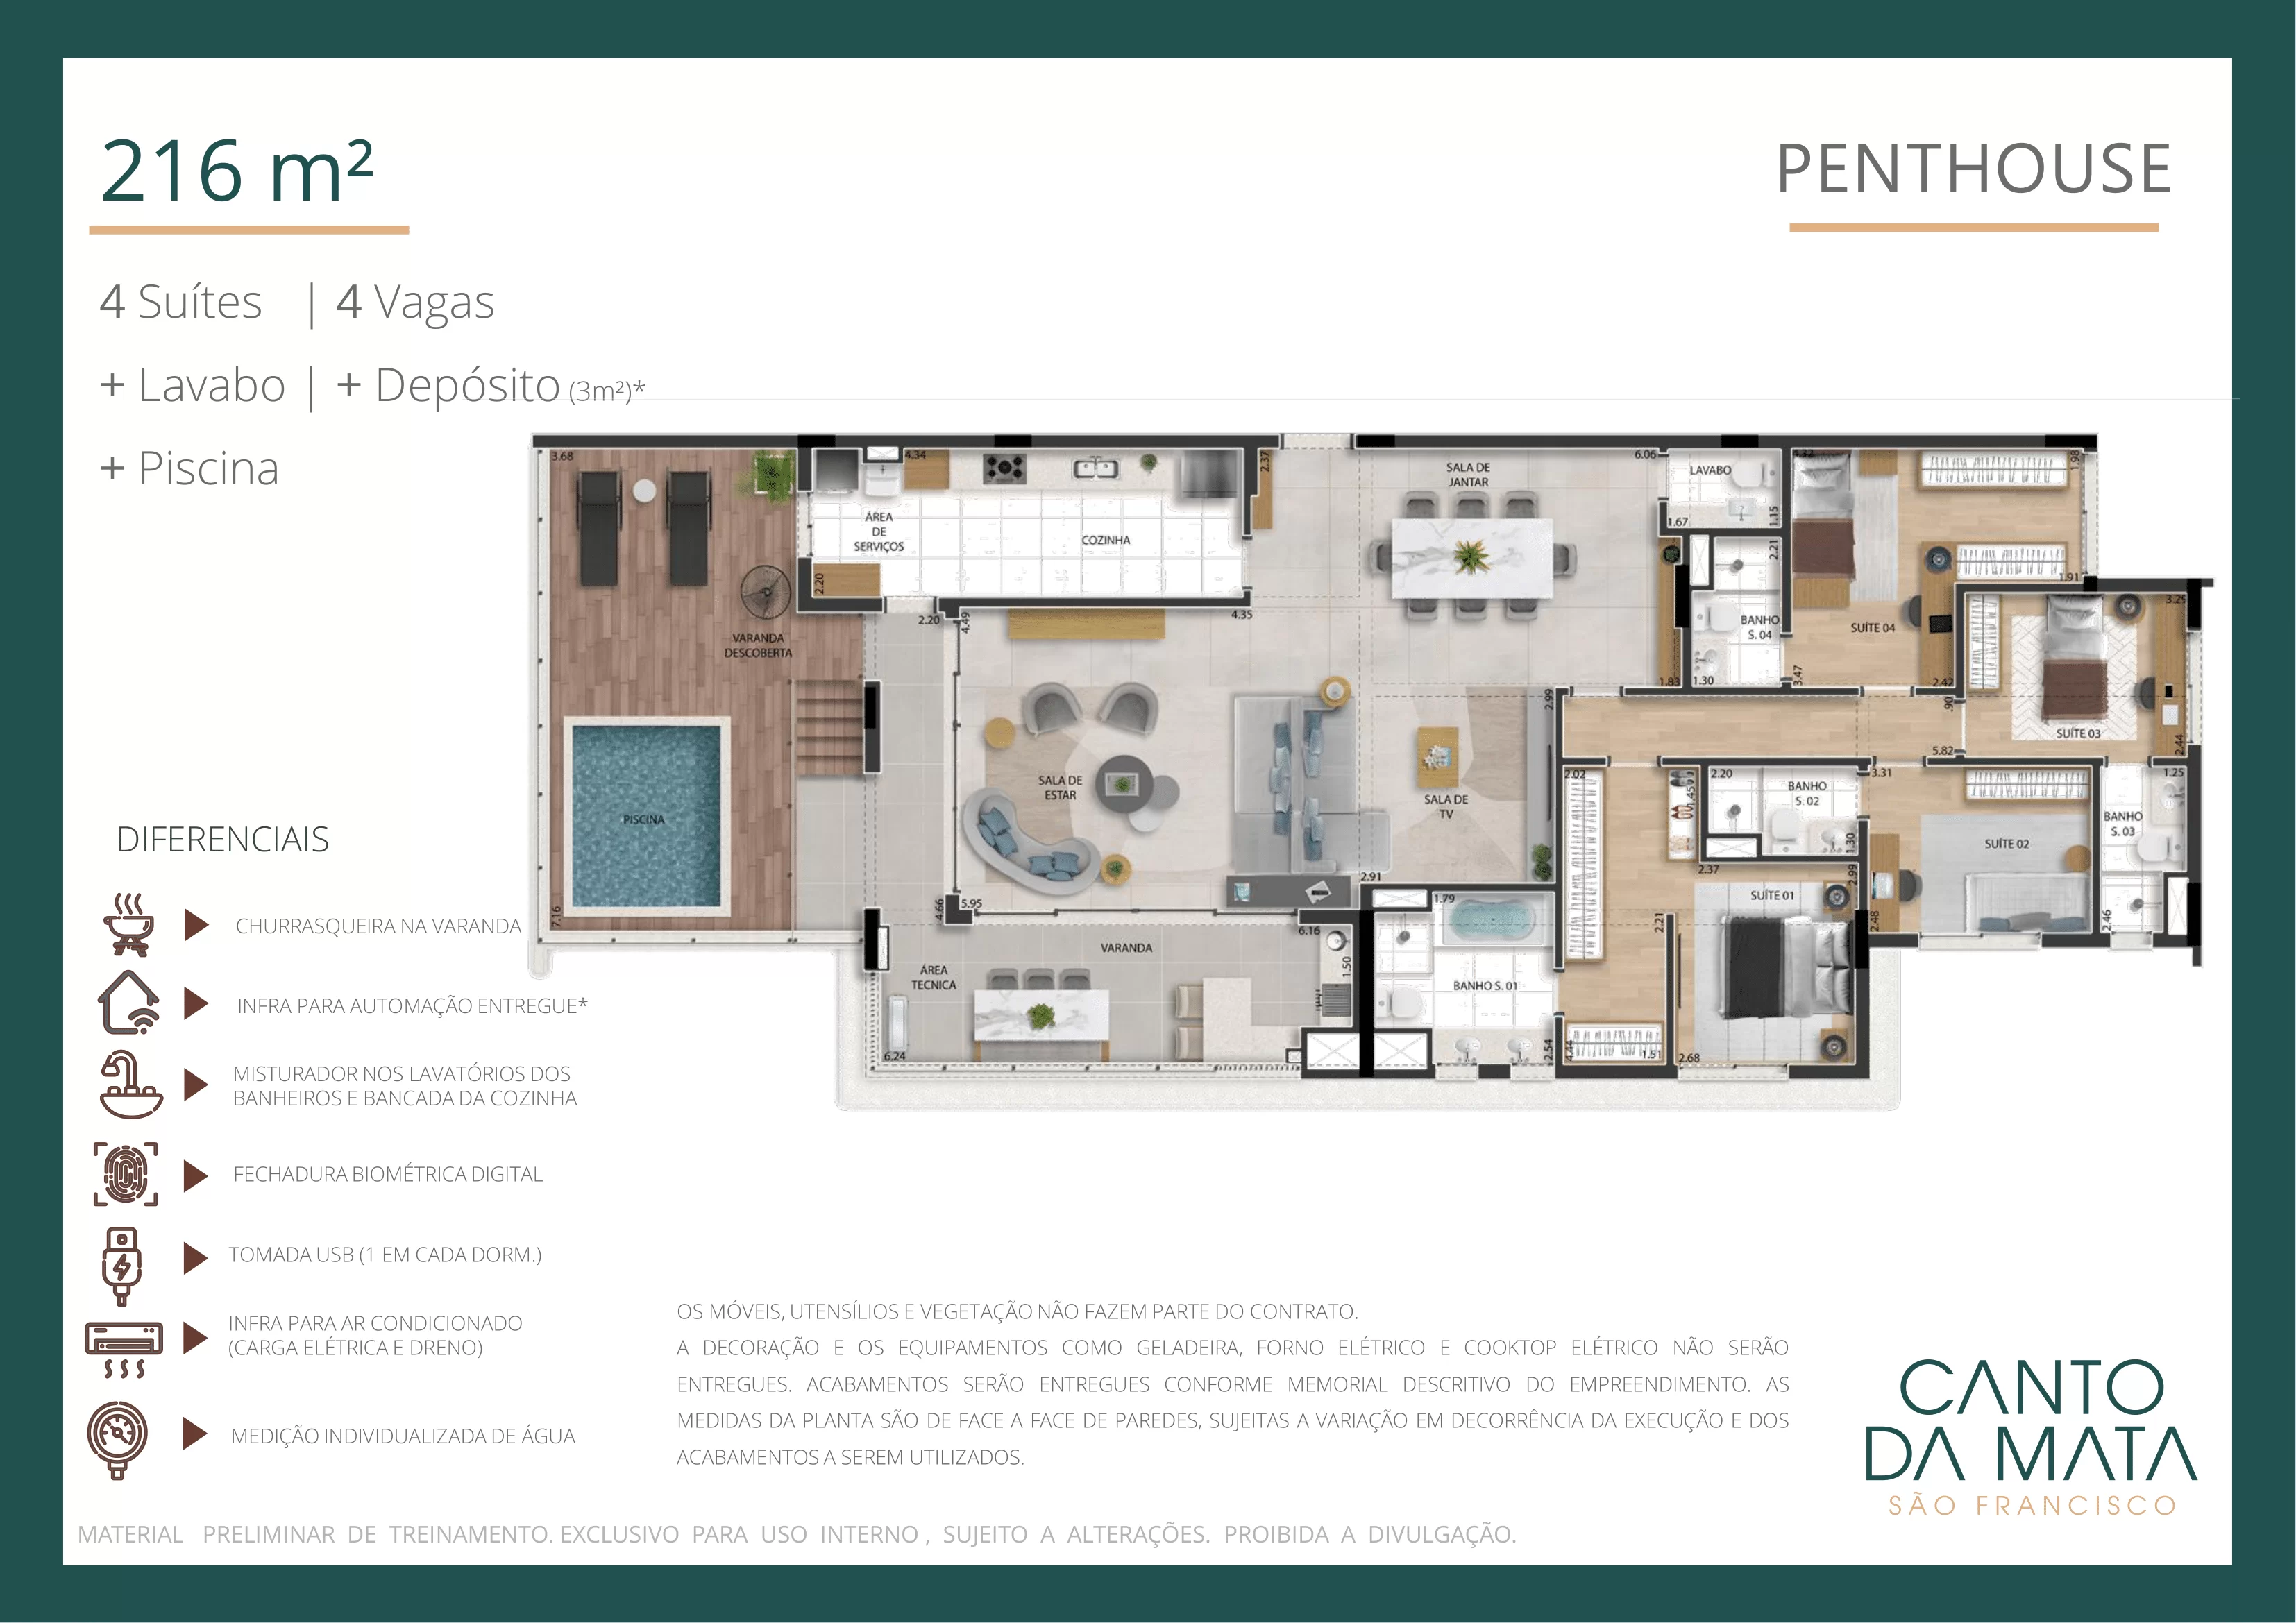 216 m²
PENTHOUSE
4 Suítes | 4 Vagas
+ Lavabo | + Depósito (3m²)*
+ Piscina
3.68
4.34
2.37
SALA DE
JANTAR
6.06
LAVABO
1.98
ÁREA
DE
SERVIÇOS
COZINHA
1.67
1.15
2.21
2.20
1.91
3.29
2.20
4.49
4.35
VARANDA
DESCOBERTA
BANHO
S. 04
SUÍTE 04
1.83
1.30
3.47
2.42
2.99
.90
SUÍTE 03
2.44
5.82
SALA DE
ESTAR
SALA DE
TV
2.02
1.45
2.20
BANHO
S. 02
3.31
1.25
PISCINA
1.30
SUÍTE 02
BANHO
S. 03
2.91
2.37
2.99
SUÍTE 01
7.16
4.66
5.95
1.79
6.16
2.21
2.48
2.46
VARANDA
ÁREA
TECNICA
1.50
BANHO S. 01
6.24
2.54
4.44
1.51
2.68
DIFERENCIAIS
CHURRASQUEIRA NA VARANDA
INFRA PARA AUTOMAÇÃO ENTREGUE*
MISTURADOR NOS LAVATÓRIOS DOS
BANHEIROS E BANCADA DA COZINHA
FECHADURA BIOMÉTRICA DIGITAL
TOMADA USB (1 EM CADA DORM.)
INFRA PARA AR CONDICIONADO
(CARGA ELÉTRICA E DRENO)
MEDIÇÃO INDIVIDUALIZADA DE ÁGUA
OS MÓVEIS, UTENSÍLIOS E VEGETAÇÃO NÃO FAZEM PARTE DO CONTRATO.
A DECORAÇÃO E OS EQUIPAMENTOS COMO GELADEIRA, FORNO ELÉTRICO E COOKTOP ELÉTRICO NÃO SERÃO
ENTREGUES. ACABAMENTOS SERÃO ENTREGUES CONFORME MEMORIAL DESCRITIVO DO EMPREENDIMENTO. AS
MEDIDAS DA PLANTA SÃO DE FACE A FACE DE PAREDES, SUJEITAS A VARIAÇÃO EM DECORRÊNCIA DA EXECUÇÃO E DOS
ACABAMENTOS A SEREM UTILIZADOS.
CANTO
DA MATA
SÃO FRANCISCO
MATERIAL PRELIMINAR DE TREINAMENTO. EXCLUSIVO PARA USO INTERNO , SUJEITO A ALTERAÇÕES. PROIBIDA A DIVULGAÇÃO.